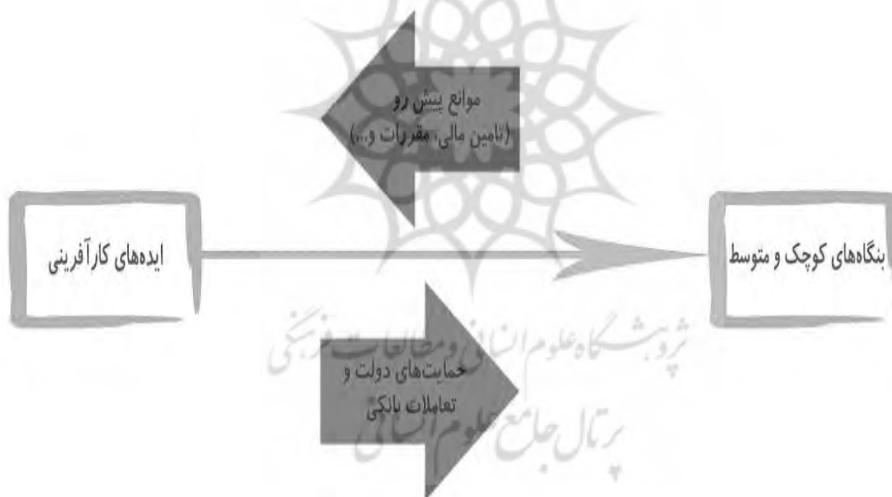 موانع پیش رو
(تامین مالی، مقررات و...)
بنگاه‌های کوچک و متوسط
ایده‌های کارآفرینی
حمایت‌های دولت و
تعاملات بانکی
پژوهشگاه علوم انسانی و مطالعات فرهنگی
پرتال جامع علوم انسانی